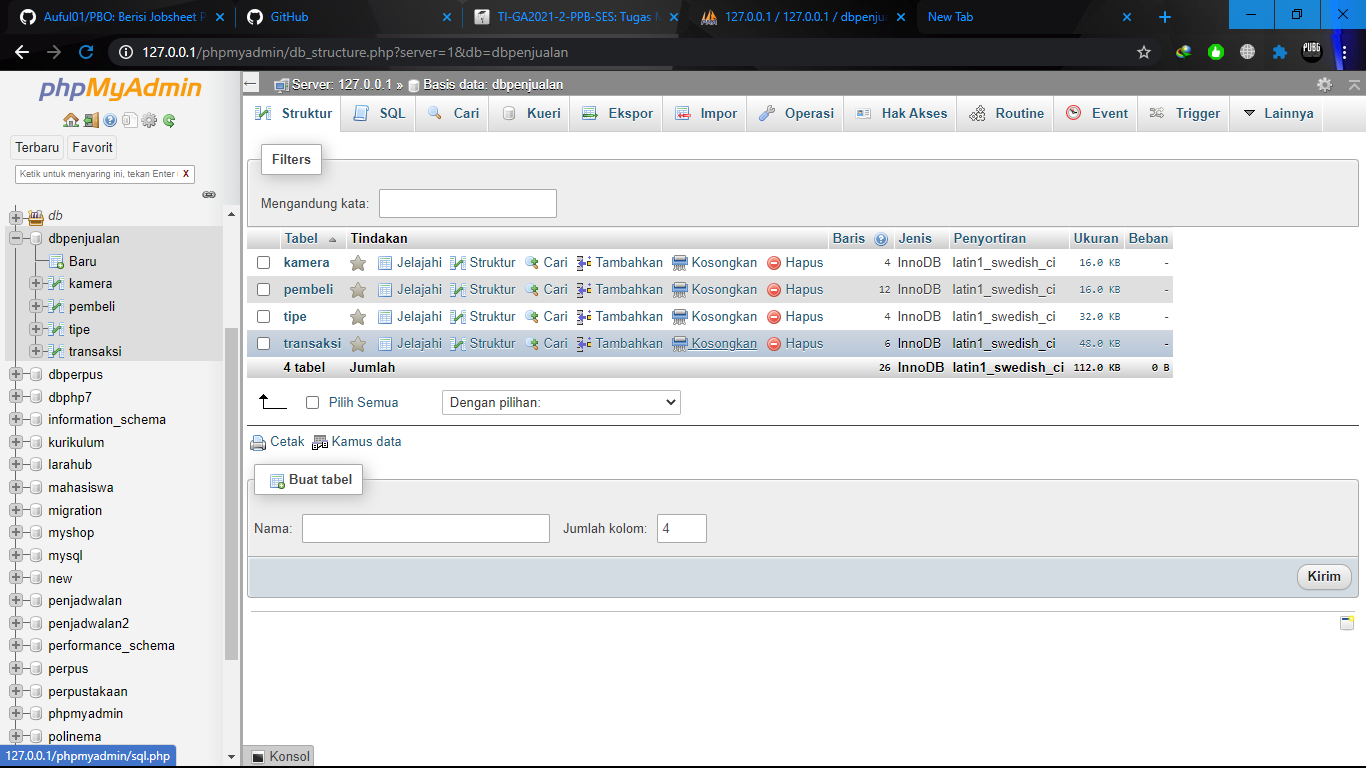 Auful01/PBO: Berisi Jobsheet P
GitHub
TI-GA2021-2-PPB-SES: Tugas M
127.0.0.1 / 127.0.0.1 / dbpenjua
New Tab
127.0.0.1/phpmyadmin/db_structure.php?server=1&db=dbpenjualan
PUBG
phpMyAdmin
Terbaru Favorit
Ketik untuk menyaring ini, tekan Enter X
db
dbpenjualan
Baru
kamera
pembeli
tipe
transaksi
dbperpus
dbphp7
information_schema
kurikulum
larahub
mahasiswa
migration
myshop
mysql
new
penjadwalan
penjadwalan2
performance_schema
perpus
perpustakaan
phpmyadmin
polinema
127.0.0.1/phpmyadmin/sql.php
Server: 127.0.0.1 » Basis data: dbpenjualan
Struktur SQL Cari Kueri Ekspor Impor Operasi Hak Akses Routine Event Trigger Lainnya
Filters
Mengandung kata:
Tabel Tindakan Baris Jenis Penyortiran Ukuran Beban
kamera Jelajahi Struktur Cari Tambahkan Kosongkan Hapus 4 InnoDB latin1_swedish_ci 16.0 KB -
pembeli Jelajahi Struktur Cari Tambahkan Kosongkan Hapus 12 InnoDB latin1_swedish_ci 16.0 KB -
tipe Jelajahi Struktur Cari Tambahkan Kosongkan Hapus 4 InnoDB latin1_swedish_ci 32.0 KB -
transaksi Jelajahi Struktur Cari Tambahkan Kosongkan Hapus 6 InnoDB latin1_swedish_ci 48.0 KB -
4 tabel Jumlah 26 InnoDB latin1_swedish_ci 112.0 KB 0 B
Pilih Semua Dengan pilihan:
Cetak Kamus data
Buat tabel
Nama: Jumlah kolom: 4
Kirim
Konsol